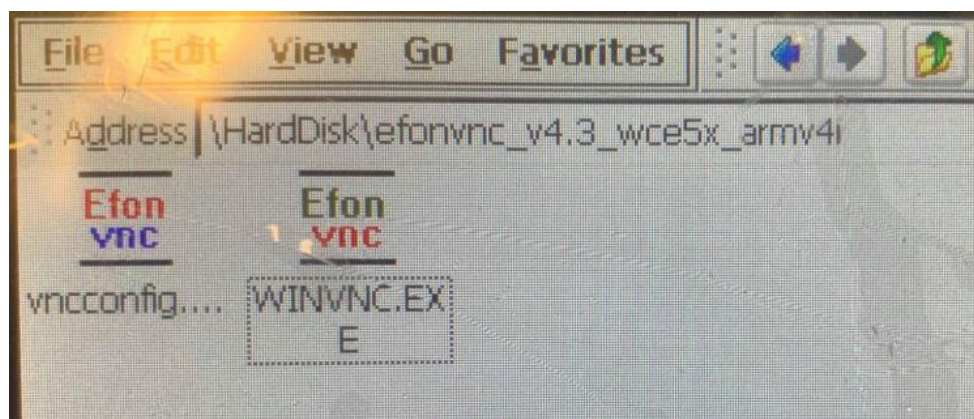 File Edit View Go Favorites
Address \HardDisk\efonvnc_v4.3_wce5x_armv4i
Efon
vnc
Efon
vnc
vncconfig.... WINVNC.EX
E